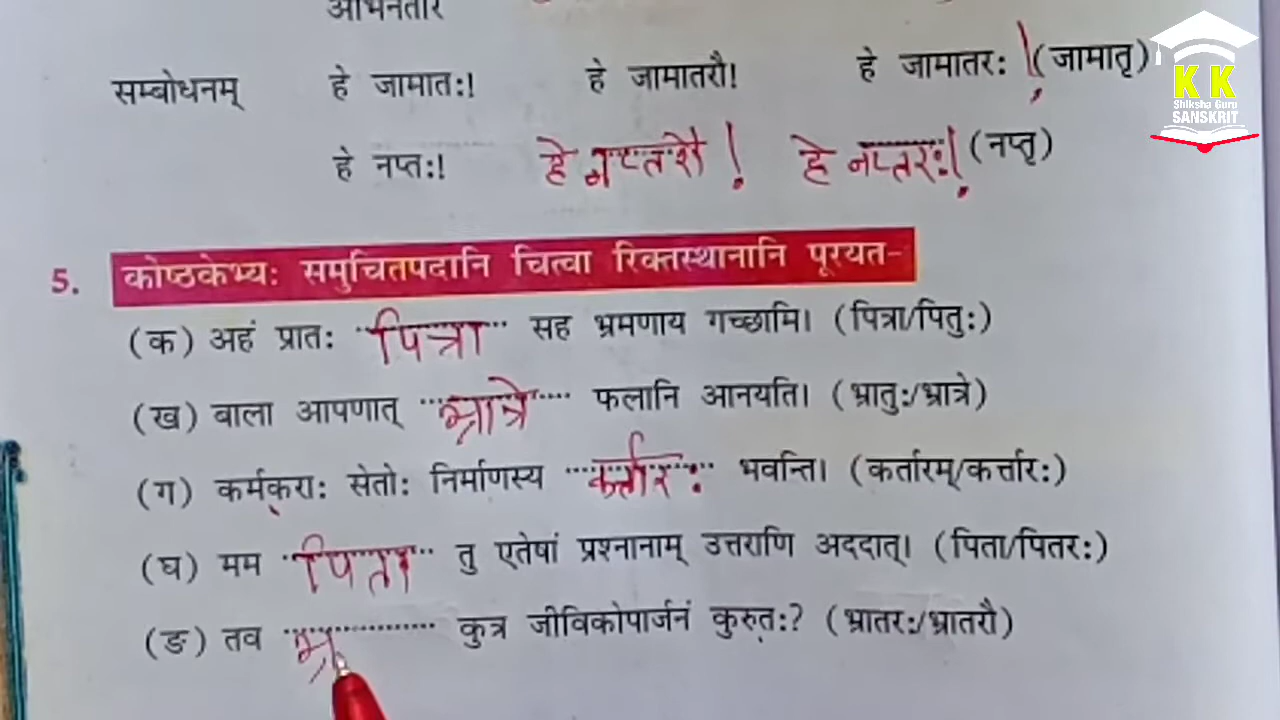 अभिनेतारि
सम्बोधनम् हे जामातः! हे जामातरौ! हे जामातरः! (जामातृ)
हे नप्तः! हे नप्तरौ! हे नप्तरः! (नप्तृ)
5. कोष्ठकेभ्यः समुचितपदानि चित्वा रिक्तस्थानानि पूरयत-
(क) अहं प्रातः पित्रा सह भ्रमणाय गच्छामि। (पित्रा/पितुः)
(ख) बाला आपणात् भ्रात्रे फलानि आनयति। (भ्रातुः/भ्रात्रे)
(ग) कर्मकराः सेतोः निर्माणस्य कर्तारः भवन्ति। (कर्तारम्/कर्त्तारः)
(घ) मम पिता तु एतेषां प्रश्नानाम् उत्तराणि अददात्। (पिता/पितरः)
(ङ) तव भ्रा कुत्र जीविकोपार्जनं कुरुतः? (भ्रातरः/भ्रातरौ)
KK
Shiksha Guru
SANSKRIT